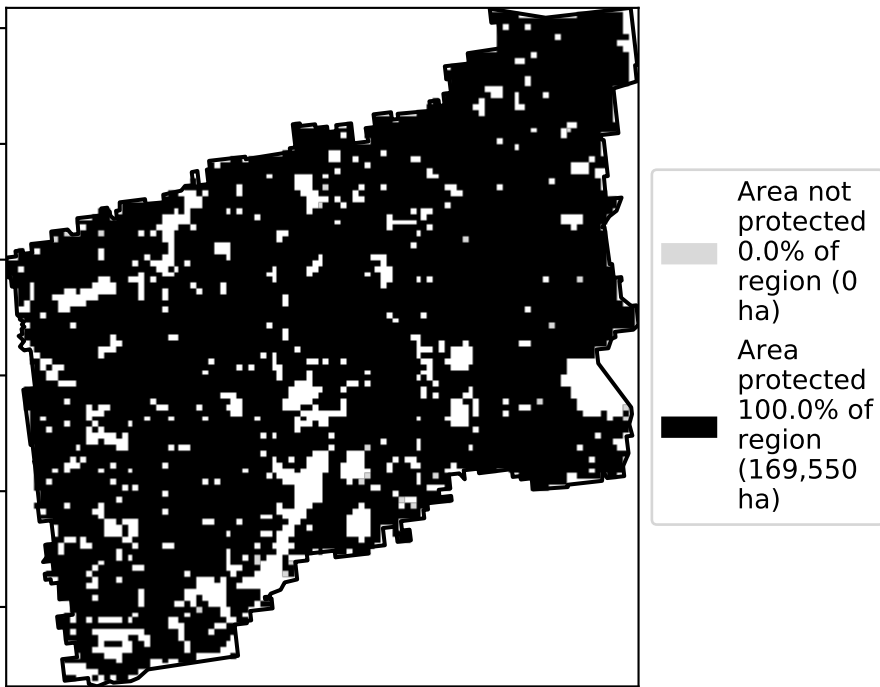 Area not
protected
0.0% of
region (0
ha)
Area
protected
100.0% of
region
(169,550
ha)